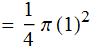 = 1/4 π (1)²